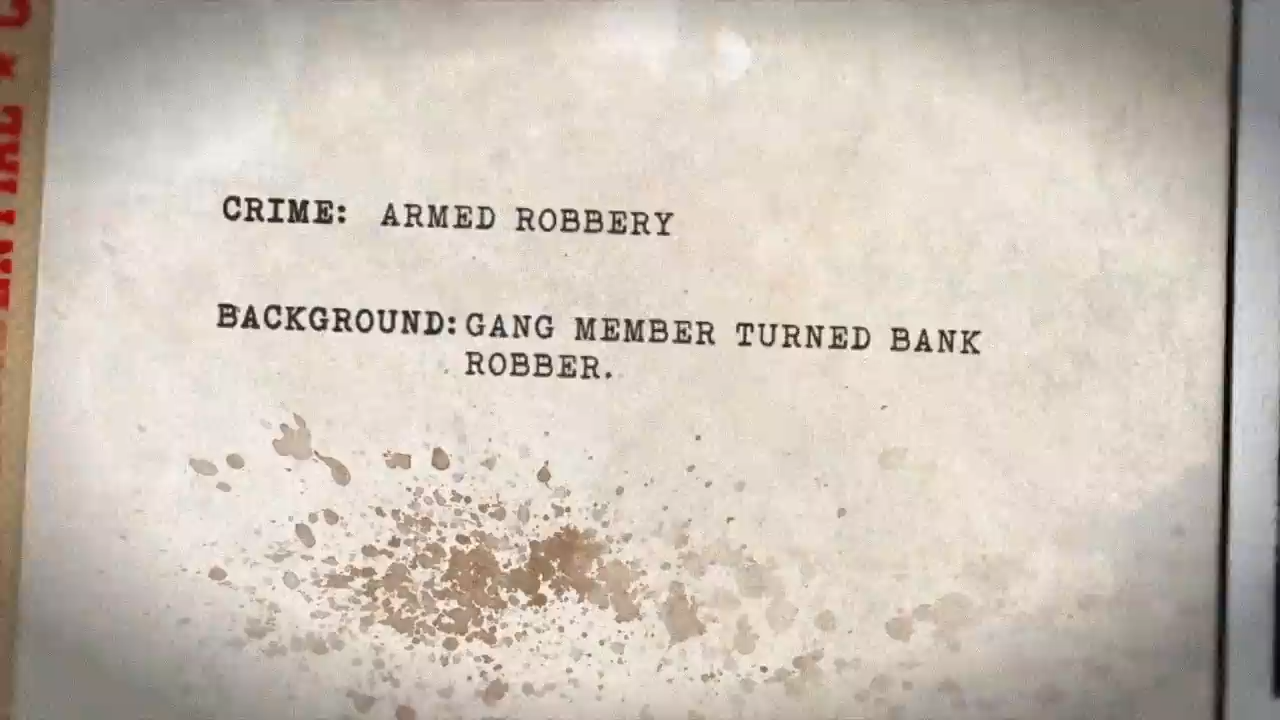 CRIME: ARMED ROBBERY
BACKGROUND: GANG MEMBER TURNED BANK
ROBBER.